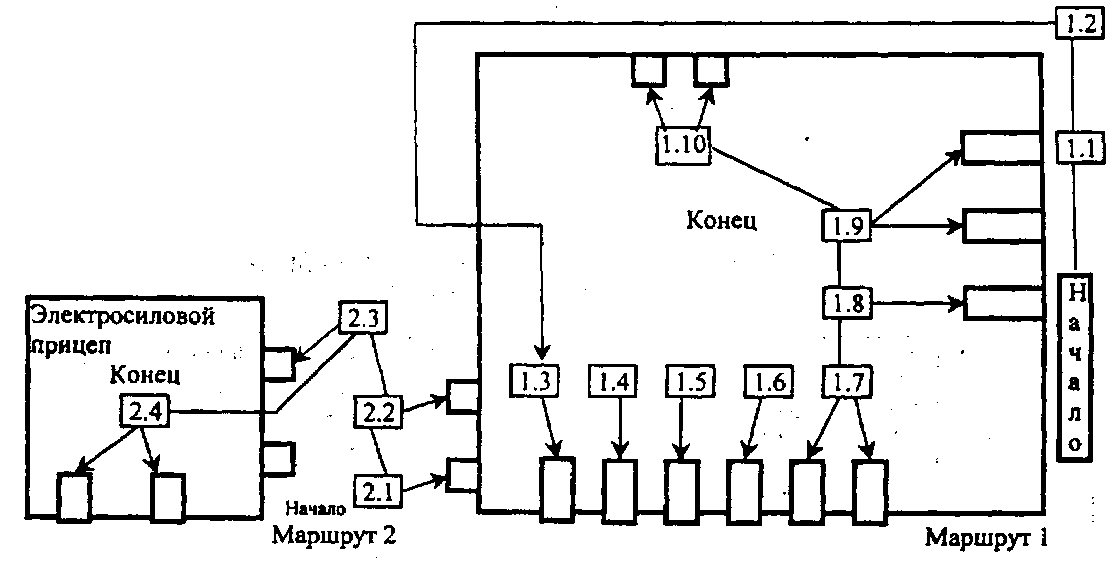 1.2
1.10
1.1
Конец
1.9
1.8
Начало
Электросиловой
прицеп
2.3
Конец
2.4
2.2
1.3
1.4
1.5
1.6
1.7
2.1
Начало
Маршрут 2
Маршрут 1